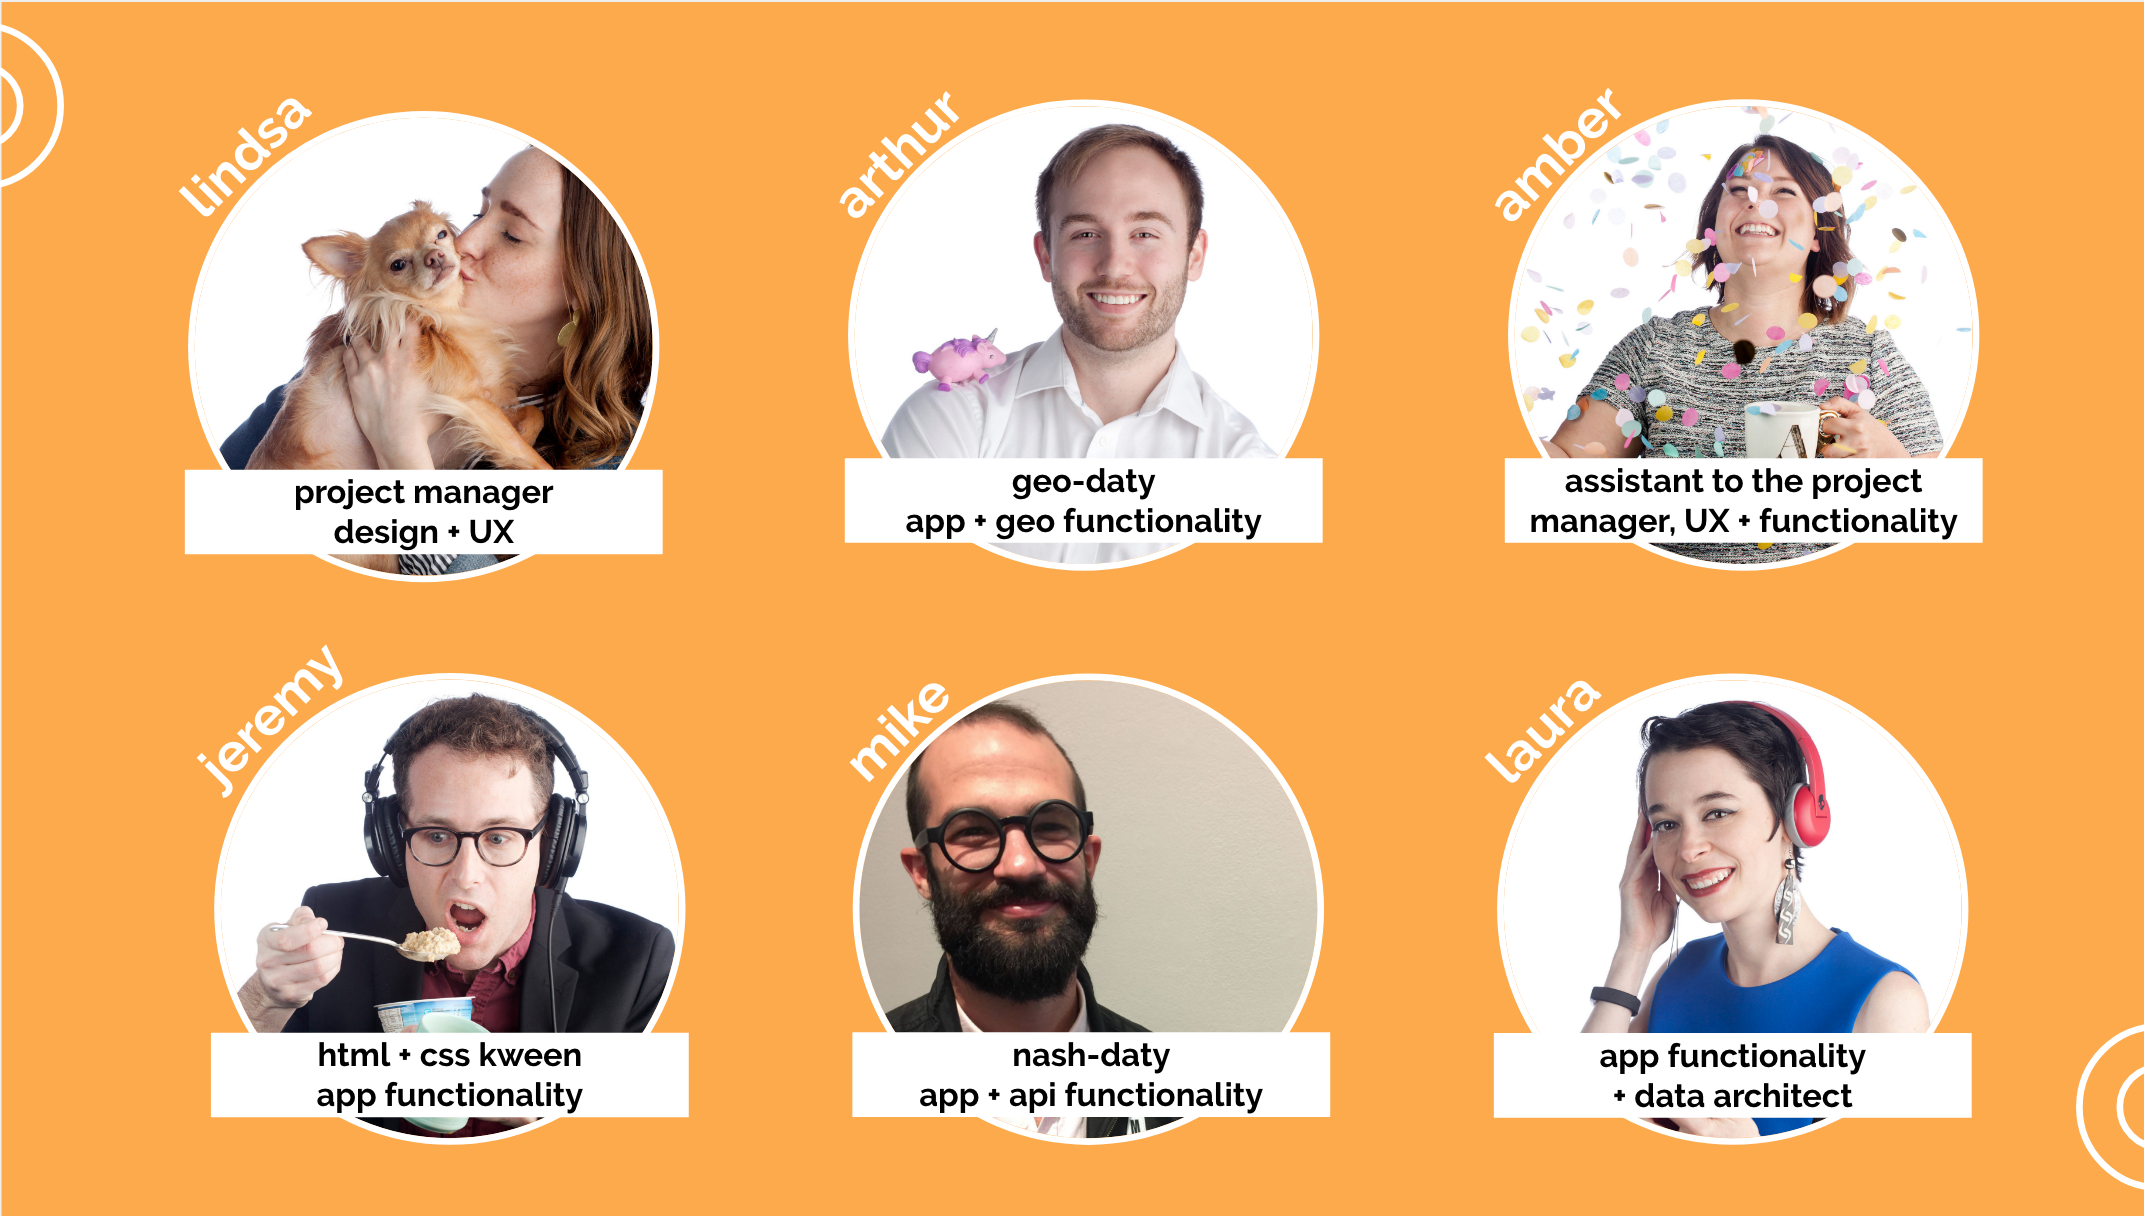 lindsa
project manager
design + UX
arthur
geo-daty
app + geo functionality
amber
A
assistant to the project
manager, UX + functionality
jeremy
html + css kween
app functionality
mike
nash-daty
app + api functionality
M
laura
app functionality
+ data architect